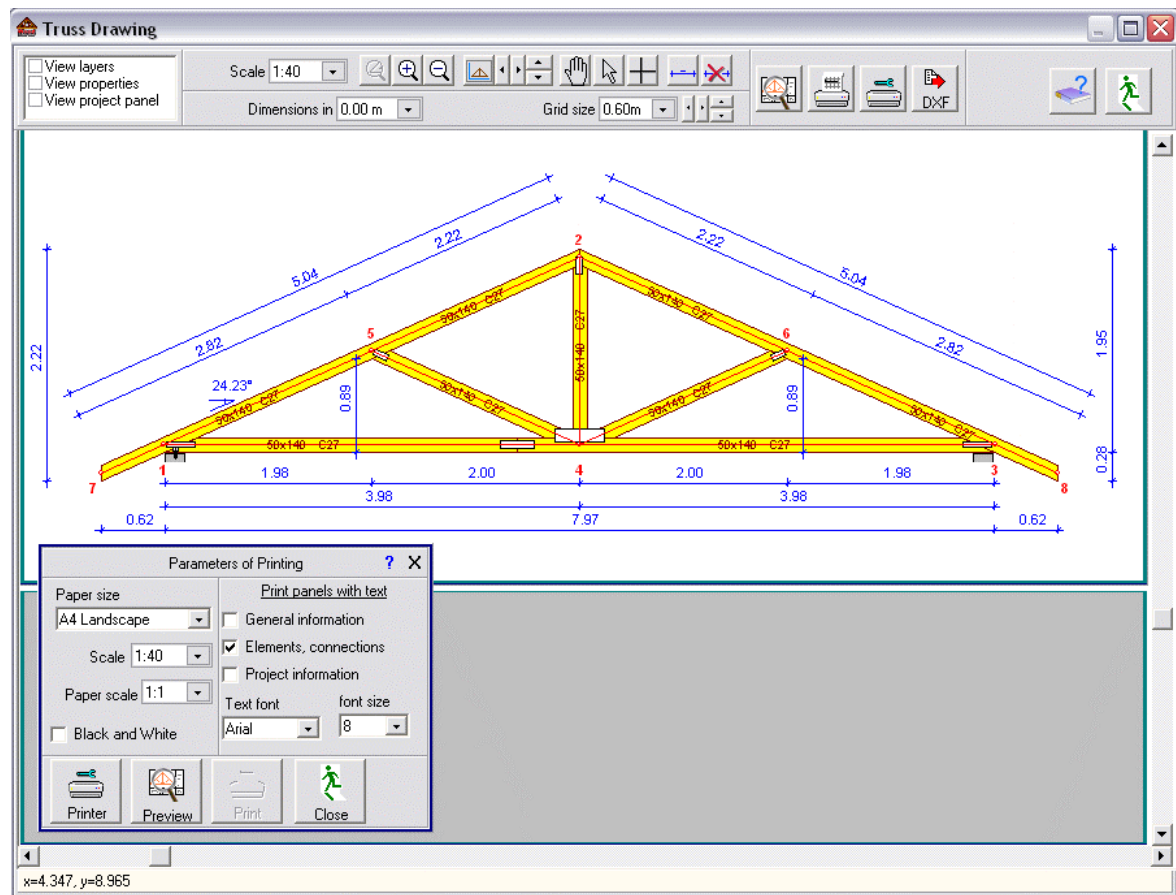 Truss Drawing
View layers
View properties
View project panel
Scale 1:40
Dimensions in 0.00 m
Grid size 0.60m
DXF
2
2.22
2.22
5.04
5.04
50x140 C27
50x140 C27
5
6
2.82
2.82
2.22
1.95
50x140 C27
24.23°
0.89
0.89
50x140 C27
50x140 C27
50x140 C27
50x140 C27
50x140 C27
50x140 C27
0.28
1
4
3
7
8
1.98
2.00
2.00
1.98
3.98
3.98
0.62
7.97
0.62
Parameters of Printing
? X
Paper size
A4 Landscape
Scale 1:40
Paper scale 1:1
Black and White
Print panels with text
General information
Elements, connections
Project information
Text font
font size
Arial
8
Printer
Preview
Print
Close
x=4.347, y=8.965